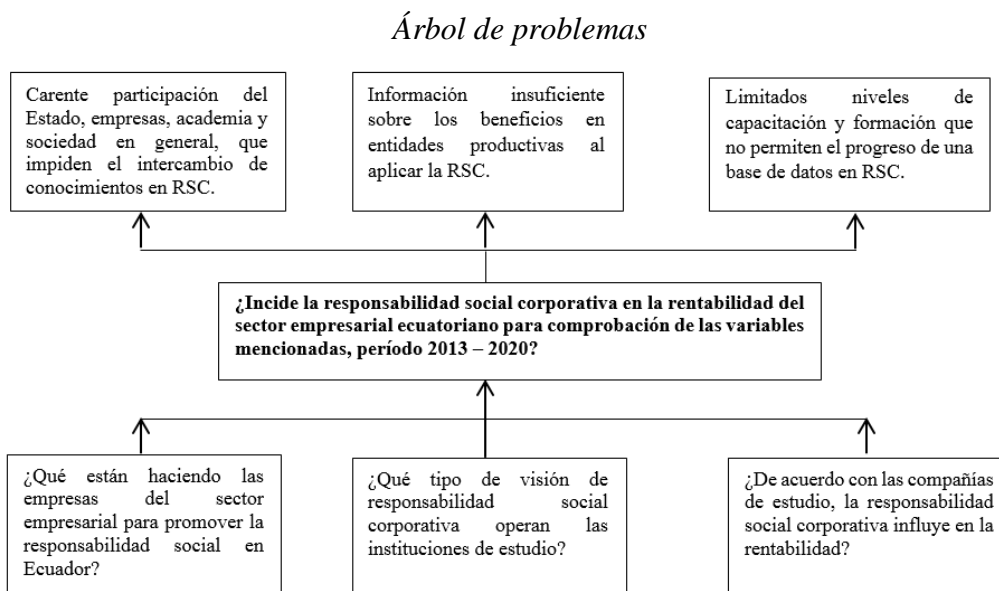 Árbol de problemas
Carente participación del
Estado, empresas, academia y
sociedad en general, que
impiden el intercambio de
conocimientos en RSC.
Información insuficiente
sobre los beneficios en
entidades productivas al
aplicar la RSC.
Limitados niveles de
capacitación y formación que
no permiten el progreso de una
base de datos en RSC.
¿Incide la responsabilidad social corporativa en la rentabilidad del
sector empresarial ecuatoriano para comprobación de las variables
mencionadas, período 2013 – 2020?
¿Qué están haciendo las
empresas del sector
empresarial para promover la
responsabilidad social en
Ecuador?
¿Qué tipo de visión de
responsabilidad social
corporativa operan las
instituciones de estudio?
¿De acuerdo con las compañías
de estudio, la responsabilidad
social corporativa influye en la
rentabilidad?